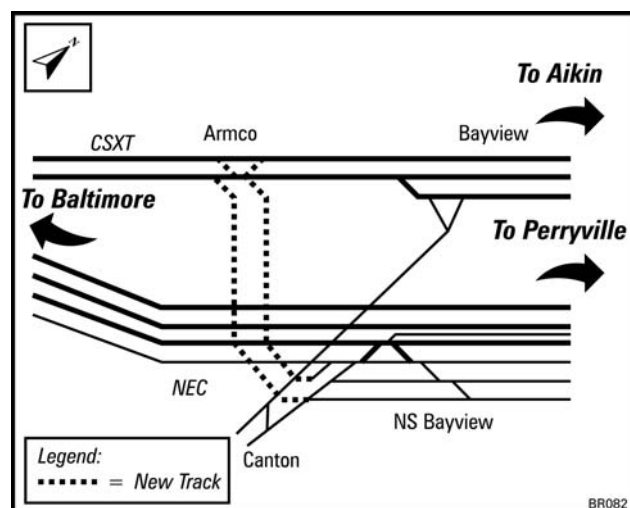 N
To Aikin
CSXT
Armco
Bayview
To Baltimore
To Perryville
NEC
NS Bayview
Canton
Legend:
= New Track
BR082